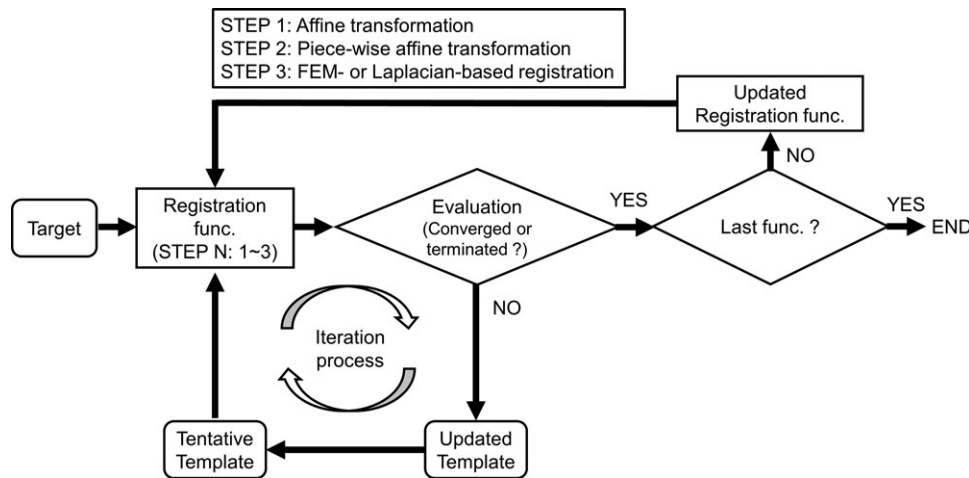 STEP 1: Affine transformation
STEP 2: Piece-wise affine transformation
STEP 3: FEM- or Laplacian-based registration
Updated
Registration func.
NO
Target
Registration
func.
(STEP N: 1~3)
Evaluation
(Converged or
terminated ?)
YES
Last func. ?
YES
END
NO
Iteration
process
Tentative
Template
Updated
Template